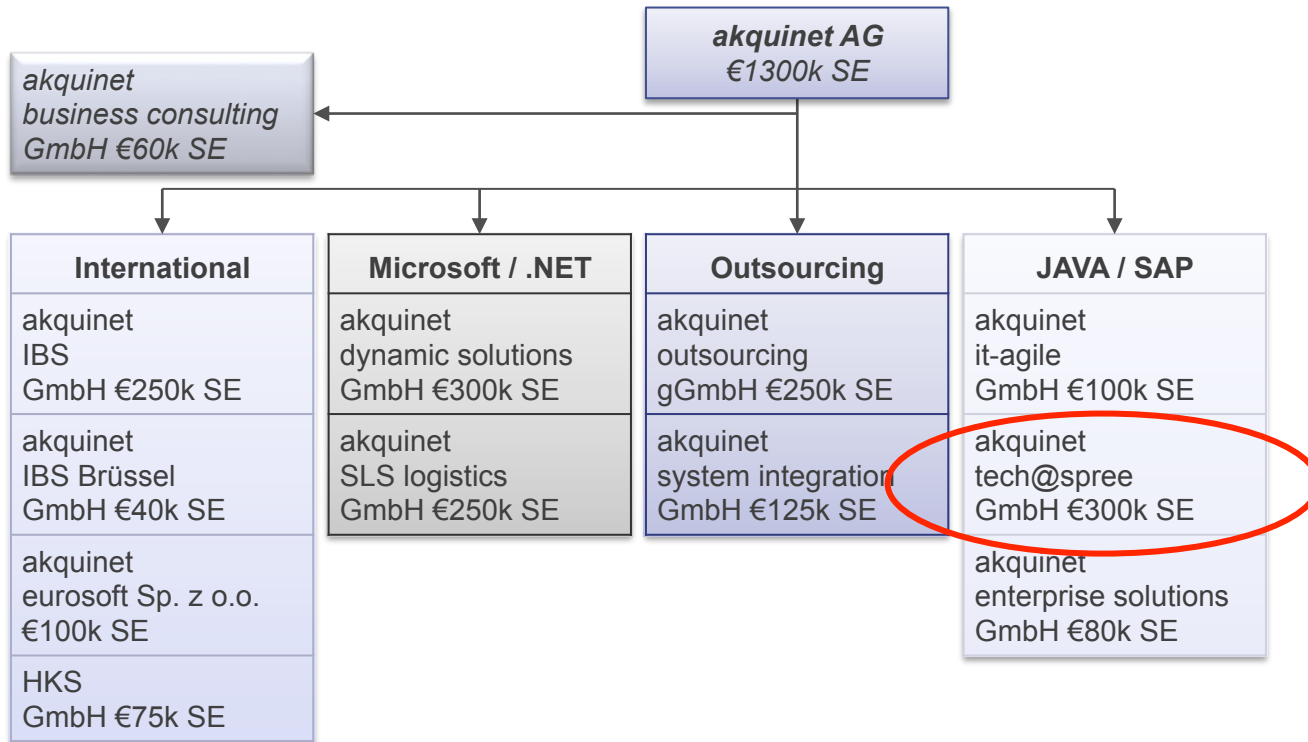 akquinet AG
€1300k SE
akquinet
business consulting
GmbH €60k SE
International
akquinet
IBS
GmbH €250k SE
akquinet
IBS Brüssel
GmbH €40k SE
akquinet
eurosoft Sp. z o.o.
€100k SE
HKS
GmbH €75k SE
Microsoft / .NET
akquinet
dynamic solutions
GmbH €300k SE
akquinet
SLS logistics
GmbH €250k SE
Outsourcing
akquinet
outsourcing
gGmbH €250k SE
akquinet
system integration
GmbH €125k SE
JAVA / SAP
akquinet
it-agile
GmbH €100k SE
akquinet
tech@spree
GmbH €300k SE
akquinet
enterprise solutions
GmbH €80k SE